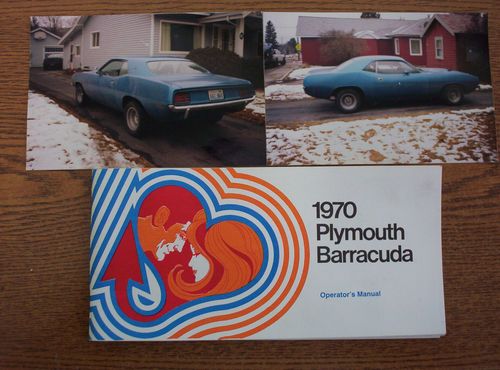 1970
Plymouth
Barracuda
Operator's Manual